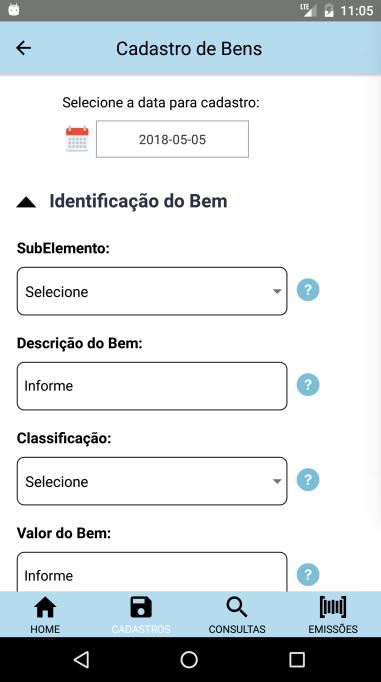 LTE 11:05
Cadastro de Bens
Selecione a data para cadastro:
2018-05-05
Identificação do Bem
SubElemento:
Selecione
?
Descrição do Bem:
Informe
?
Classificação:
Selecione
?
Valor do Bem:
Informe
?
HOME CADASTROS CONSULTAS EMISSÕES